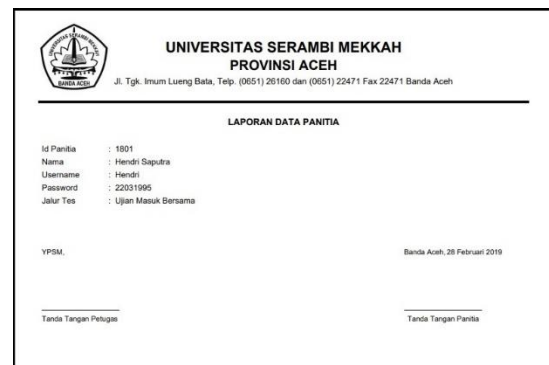 UNIVERSITAS SERAMBI MEKKAH
PROVINSI ACEH
Jl. Tgk. Imum Lueng Bata, Telp. (0651) 26160 dan (0651) 22471 Fax 22471 Banda Aceh
BANDA ACEH
LAPORAN DATA PANITIA
Id Panitia : 1801
Nama : Hendri Saputra
Username : Hendri
Password : 22031995
Jalur Tes : Ujian Masuk Bersama
YPSM, Banda Aceh, 28 Februari 2019
Tanda Tangan Petugas Tanda Tangan Panitia